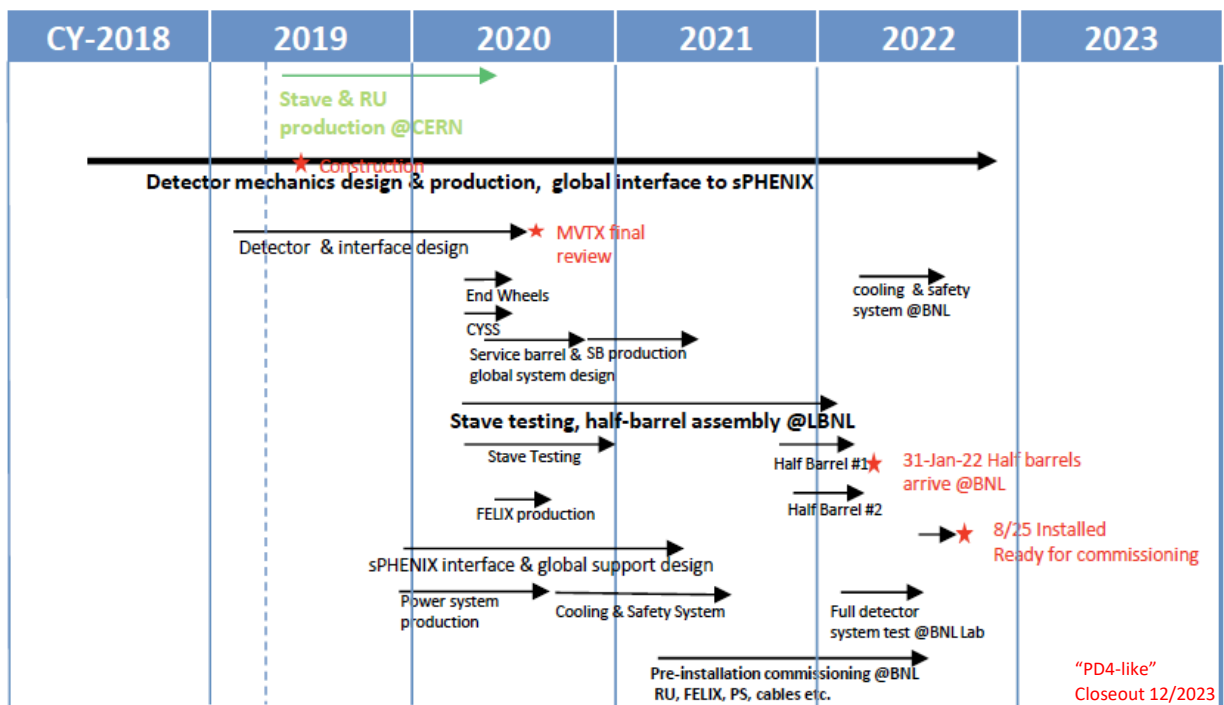 CY-2018 2019 2020 2021 2022 2023
Stave & RU
production @CERN
Construction
Detector mechanics design & production, global interface to sPHENIX
Detector & interface design
MVTX final
review
End Wheels
cooling & safety
system @BNL
CYSS
Service barrel &
global system design
SB production
Stave testing, half-barrel assembly @LBNL
Stave Testing
Half Barrel #1
31-Jan-22 Half barrels
arrive @BNL
FELIX production
Half Barrel #2
8/25 Installed
Ready for commissioning
sPHENIX interface & global support design
Power system
production
Cooling & Safety System
Full detector
system test @BNL Lab
Pre-installation commissioning @BNL
RU, FELIX, PS, cables etc.
“PD4-like”
Closeout 12/2023